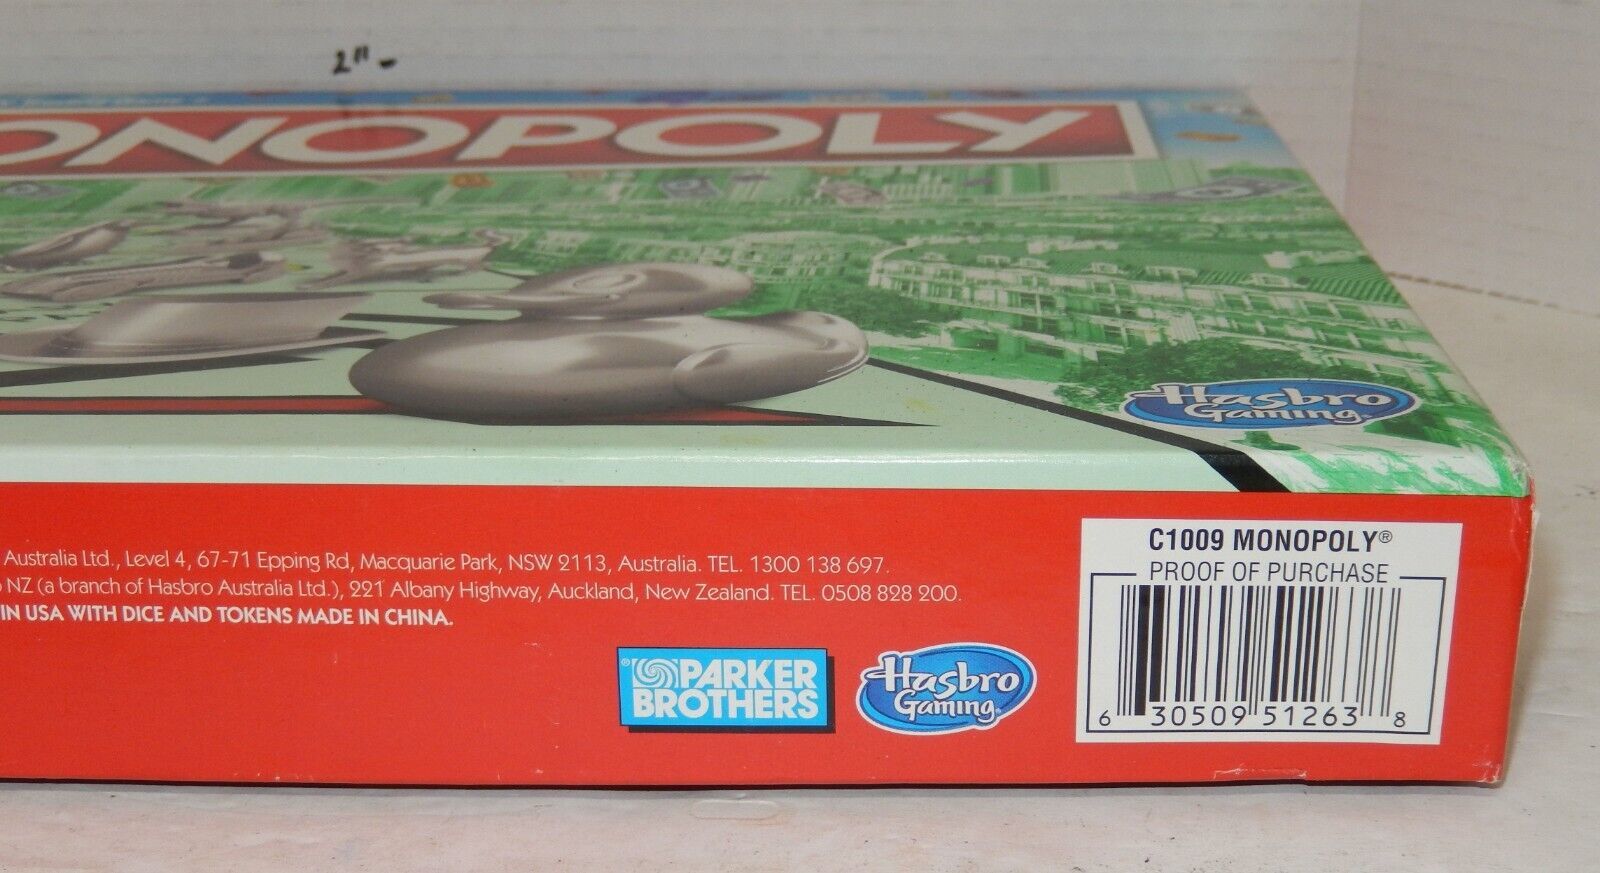 2"-
ONOPOLY
Hasbro
Gaming
Australia Ltd., Level 4, 67-71 Epping Rd, Macquarie Park, NSW 2113, Australia. TEL. 1300 138 697.
NZ (a branch of Hasbro Australia Ltd.), 221 Albany Highway, Auckland, New Zealand. TEL. 0508 828 200.
IN USA WITH DICE AND TOKENS MADE IN CHINA.
® PARKER
BROTHERS
Hasbro
Gaming
C1009 MONOPOLY®
PROOF OF PURCHASE
6 30509 51263 8